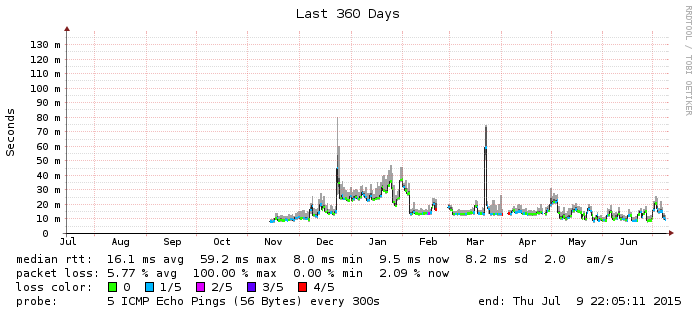 Last 360 Days
RRDTOOL / TOBI OETIKER
Seconds
130 m
120 m
110 m
100 m
90 m
80 m
70 m
60 m
50 m
40 m
30 m
20 m
10 m
0
Jul Aug Sep Oct Nov Dec Jan Feb Mar Apr May Jun
median rtt: 16.1 ms avg 59.2 ms max 8.0 ms min 9.5 ms now 8.2 ms sd 2.0 am/s
packet loss: 5.77 % avg 100.00 % max 0.00 % min 2.09 % now
loss color: 0 1/5 2/5 3/5 4/5
probe: 5 ICMP Echo Pings (56 Bytes) every 300s end: Thu Jul 9 22:05:11 2015